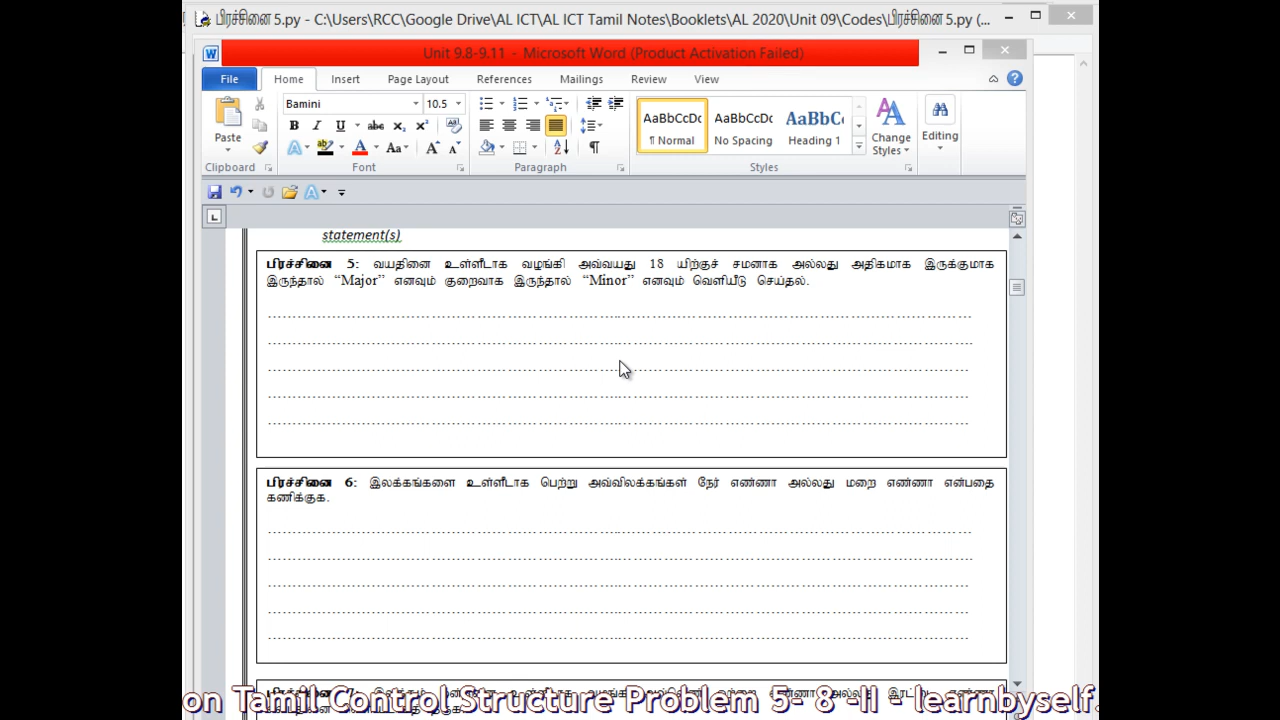 பிரச்சினை 5.py - C:\Users\RCC\Google Drive\AL ICT\AL ICT Tamil Notes\Booklets\AL 2020\Unit 09\Codes\பிரச்சினை 5.py (...
Unit 9.8-9.11 - Microsoft Word (Product Activation Failed)
File Home Insert Page Layout References Mailings Review View
Bamini 10.5
Paste
AaBbCcDc AaBbCcDc AaBbC
¶ Normal No Spacing Heading 1
Change Styles
Editing
Clipboard Font Paragraph Styles
statement(s)
பிரச்சினை 5: வயதினை உள்ளீடாக வழங்கி அவ்வயது 18 யிற்குச் சமனாக அல்லது அதிகமாக இருக்குமாக
இருந்தால் “Major” எனவும் குறைவாக இருந்தால் “Minor” எனவும் வெளியீடு செய்தல்.
பிரச்சினை 6: இலக்கங்களை உள்ளீடாக பெற்று அவ்விலக்கங்கள் நேர் எண்ணா அல்லது மறை எண்ணா என்பதை
கணிக்குக.
on Tamil Control Structure Problem 5- 8 -II - learnbyself.